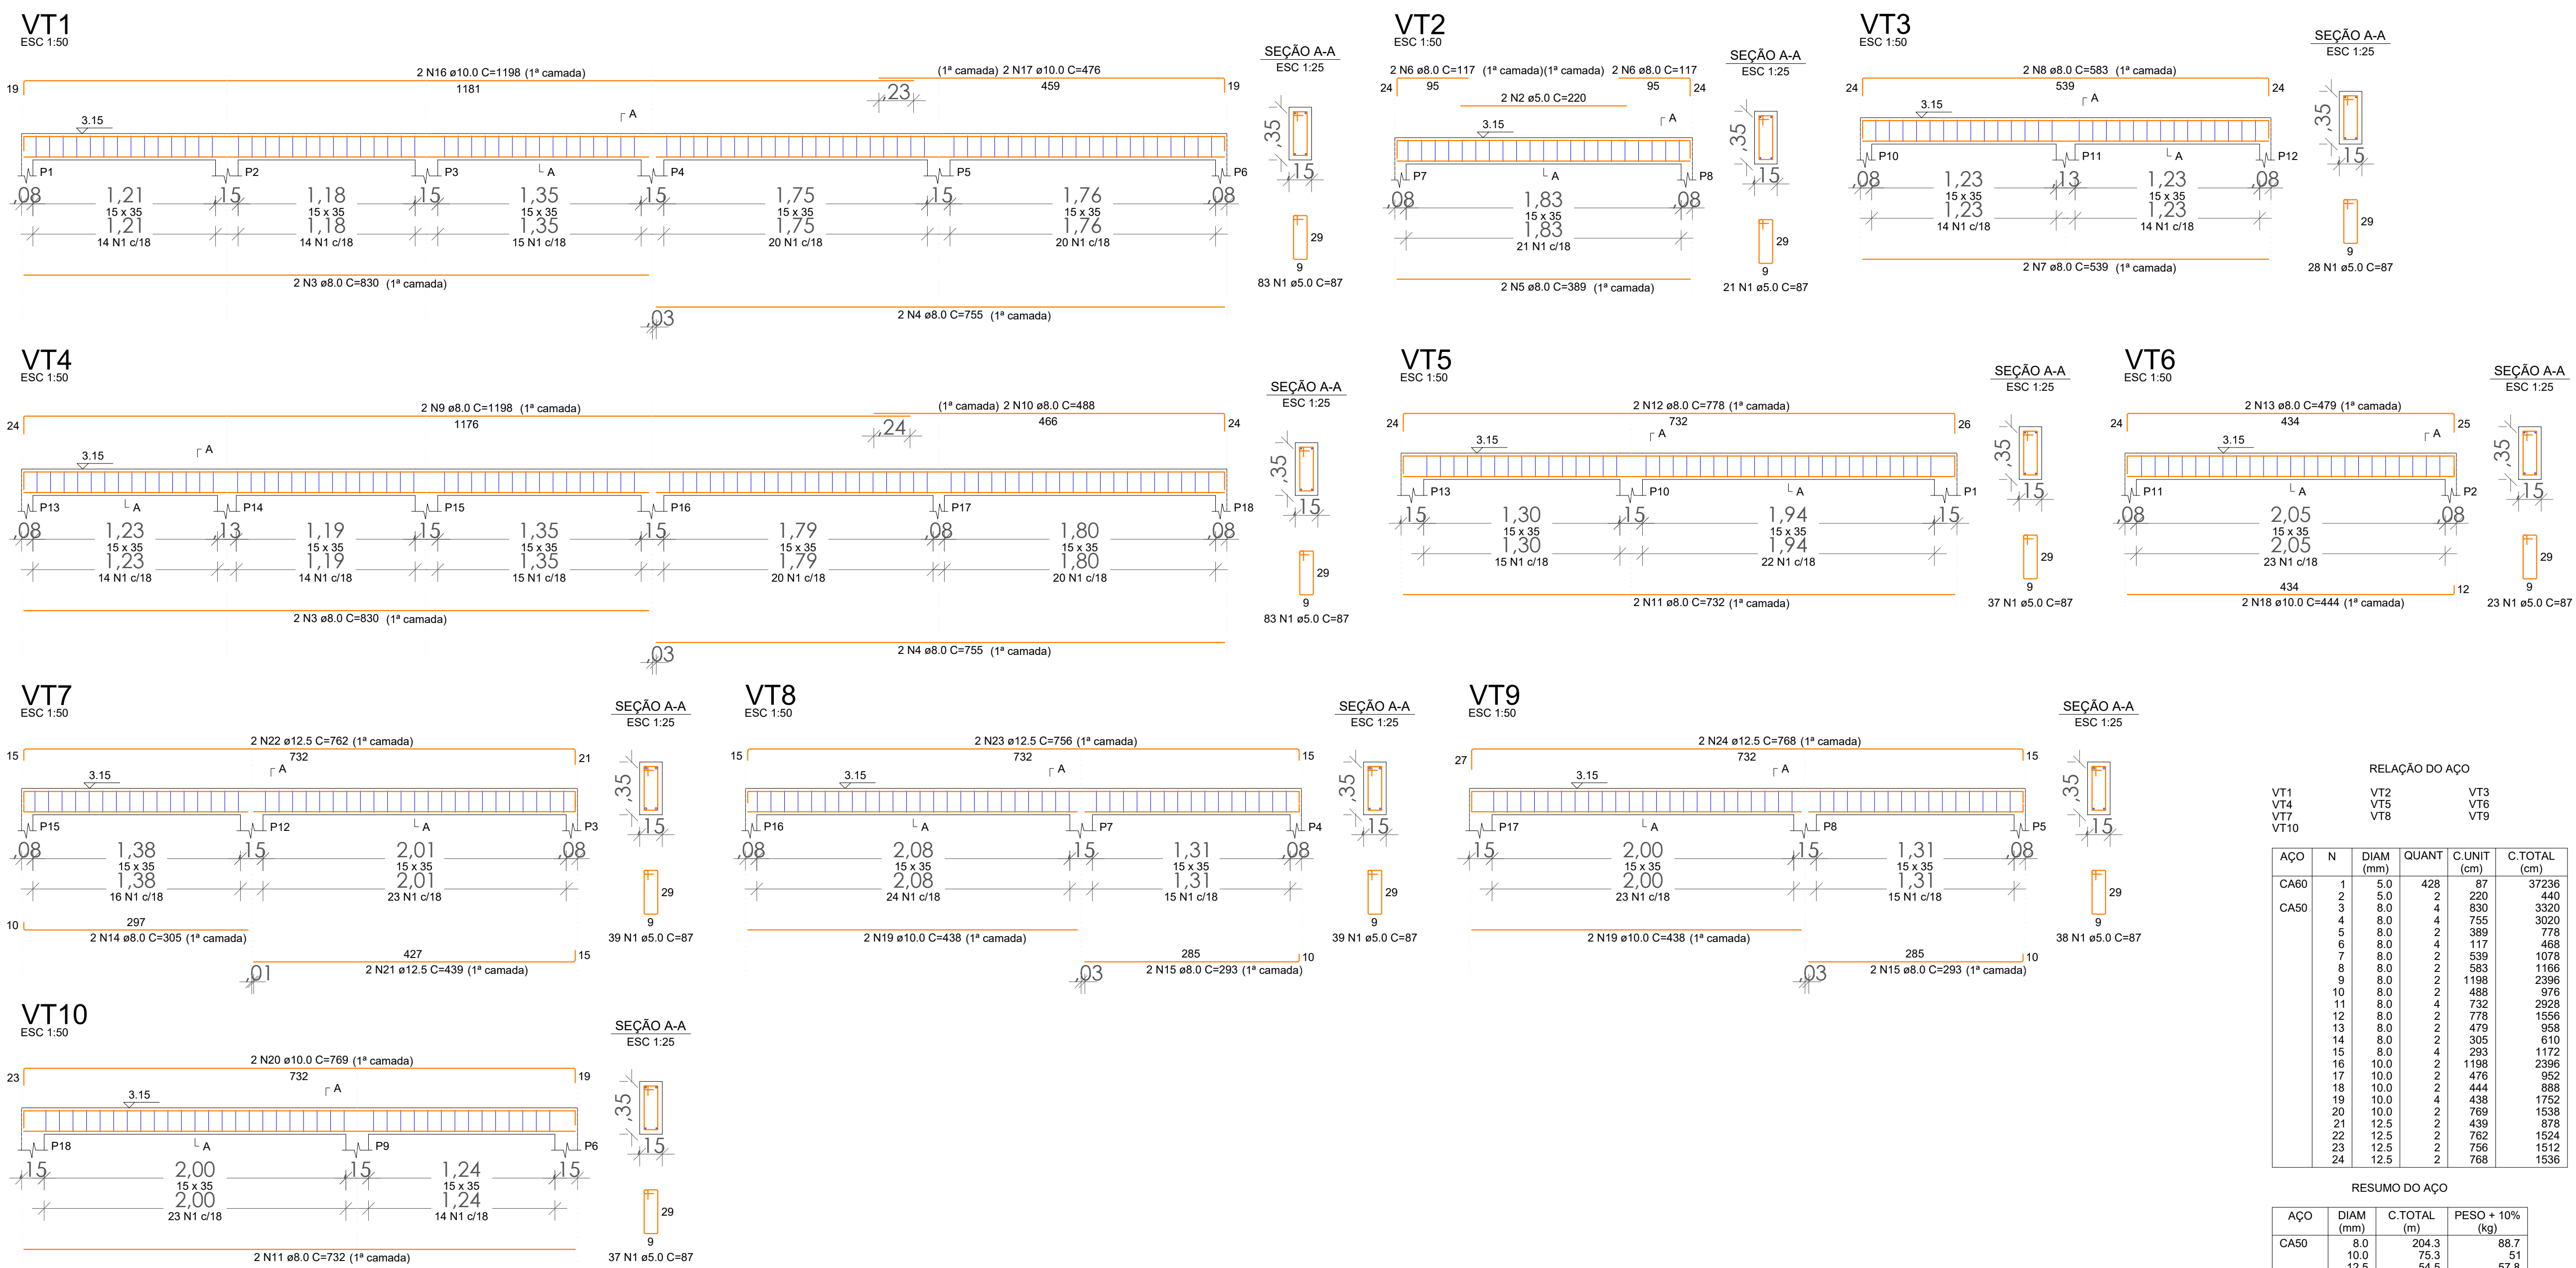 VT1
ESC 1:50
2 N16 ø10.0 C=1198 (1ª camada)
(1ª camada) 2 N17 ø10.0 C=476
19 1181 ,23 459 19
A
3.15
P1 P2 P3 A P4 P5 P6
,08 1,21 ,15 1,18 ,15 1,35 ,15 1,75 ,15 1,76 ,08
15 x 35 15 x 35 15 x 35 15 x 35 15 x 35
1,21 1,18 1,35 1,75 1,76
14 N1 c/18 14 N1 c/18 15 N1 c/18 20 N1 c/18 20 N1 c/18
2 N3 ø8.0 C=830 (1ª camada)
,03 2 N4 ø8.0 C=755 (1ª camada)
SEÇÃO A-A
ESC 1:25
,35
,15
29
9
83 N1 ø5.0 C=87
VT2
ESC 1:50
2 N6 ø8.0 C=117 (1ª camada)(1ª camada) 2 N6 ø8.0 C=117
24 95 95 24
2 N2 ø5.0 C=220
A
3.15
P7 A P8
,08 1,83 ,08
15 x 35
1,83
21 N1 c/18
2 N5 ø8.0 C=389 (1ª camada)
SEÇÃO A-A
ESC 1:25
,35
,15
29
9
21 N1 ø5.0 C=87
VT3
ESC 1:50
2 N8 ø8.0 C=583 (1ª camada)
24 539 24
A
3.15
P10 P11 A P12
,08 1,23 ,13 1,23 ,08
15 x 35 15 x 35
1,23 1,23
14 N1 c/18 14 N1 c/18
2 N7 ø8.0 C=539 (1ª camada)
SEÇÃO A-A
ESC 1:25
,35
,15
29
9
28 N1 ø5.0 C=87
VT4
ESC 1:50
2 N9 ø8.0 C=1198 (1ª camada)
(1ª camada) 2 N10 ø8.0 C=488
24 1176 ,24 466 24
A
3.15
P13 A P14 P15 P16 P17 P18
,08 1,23 ,13 1,19 ,15 1,35 ,15 1,79 ,08 1,80 ,08
15 x 35 15 x 35 15 x 35 15 x 35 15 x 35
1,23 1,19 1,35 1,79 1,80
14 N1 c/18 14 N1 c/18 15 N1 c/18 20 N1 c/18 20 N1 c/18
2 N3 ø8.0 C=830 (1ª camada)
,03 2 N4 ø8.0 C=755 (1ª camada)
SEÇÃO A-A
ESC 1:25
,35
,15
29
9
83 N1 ø5.0 C=87
VT5
ESC 1:50
2 N12 ø8.0 C=778 (1ª camada)
24 732 26
A
3.15
P13 P10 A P1
,15 1,30 ,15 1,94 ,15
15 x 35 15 x 35
1,30 1,94
15 N1 c/18 22 N1 c/18
2 N11 ø8.0 C=732 (1ª camada)
SEÇÃO A-A
ESC 1:25
,35
,15
29
9
37 N1 ø5.0 C=87
VT6
ESC 1:50
2 N13 ø8.0 C=479 (1ª camada)
24 434 25
A
3.15
P11 A P2
,08 2,05 ,08
15 x 35
2,05
23 N1 c/18
434 12
2 N18 ø10.0 C=444 (1ª camada)
SEÇÃO A-A
ESC 1:25
,35
,15
29
9
23 N1 ø5.0 C=87
VT7
ESC 1:50
2 N22 ø12.5 C=762 (1ª camada)
15 732 21
A
3.15
P15 P12 A P3
,08 1,38 ,15 2,01 ,08
15 x 35 15 x 35
1,38 2,01
16 N1 c/18 23 N1 c/18
10 297
2 N14 ø8.0 C=305 (1ª camada)
427 15
,01 2 N21 ø12.5 C=439 (1ª camada)
SEÇÃO A-A
ESC 1:25
,35
,15
29
9
39 N1 ø5.0 C=87
VT8
ESC 1:50
2 N23 ø12.5 C=756 (1ª camada)
15 732 15
A
3.15
P16 A P7 P4
,08 2,08 ,15 1,31 ,08
15 x 35 15 x 35
2,08 1,31
24 N1 c/18 15 N1 c/18
2 N19 ø10.0 C=438 (1ª camada)
285 10
,03 2 N15 ø8.0 C=293 (1ª camada)
SEÇÃO A-A
ESC 1:25
,35
,15
29
9
39 N1 ø5.0 C=87
VT9
ESC 1:50
2 N24 ø12.5 C=768 (1ª camada)
27 732 15
A
3.15
P17 A P8 P5
,15 2,00 ,15 1,31 ,08
15 x 35 15 x 35
2,00 1,31
23 N1 c/18 15 N1 c/18
2 N19 ø10.0 C=438 (1ª camada)
285 10
,03 2 N15 ø8.0 C=293 (1ª camada)
SEÇÃO A-A
ESC 1:25
,35
,15
29
9
38 N1 ø5.0 C=87
VT10
ESC 1:50
2 N20 ø10.0 C=769 (1ª camada)
23 732 19
A
3.15
P18 A P9 P6
,15 2,00 ,15 1,24 ,15
15 x 35 15 x 35
2,00 1,24
23 N1 c/18 14 N1 c/18
2 N11 ø8.0 C=732 (1ª camada)
SEÇÃO A-A
ESC 1:25
,35
,15
29
9
37 N1 ø5.0 C=87
RELAÇÃO DO AÇO
VT1 VT2 VT3
VT4 VT5 VT6
VT7 VT8 VT9
VT10
AÇO N DIAM QUANT C.UNIT C.TOTAL
(mm) (cm) (cm)
CA60 1 5.0 428 87 37236
2 5.0 2 220 440
CA50 3 8.0 4 830 3320
4 8.0 4 755 3020
5 8.0 2 389 778
6 8.0 4 117 468
7 8.0 2 539 1078
8 8.0 2 583 1166
9 8.0 2 1198 2396
10 8.0 2 488 976
11 8.0 4 732 2928
12 8.0 2 778 1556
13 8.0 2 479 958
14 8.0 2 305 610
15 8.0 4 293 1172
16 10.0 2 1198 2396
17 10.0 2 476 952
18 10.0 2 444 888
19 10.0 4 438 1752
20 10.0 2 769 1538
21 12.5 2 439 878
22 12.5 2 762 1524
23 12.5 2 756 1512
24 12.5 2 768 1536
RESUMO DO AÇO
AÇO DIAM C.TOTAL PESO + 10%
(mm) (m) (kg)
CA50 8.0 204.3 88.7
10.0 75.3 51
12.5 54.5 57.8